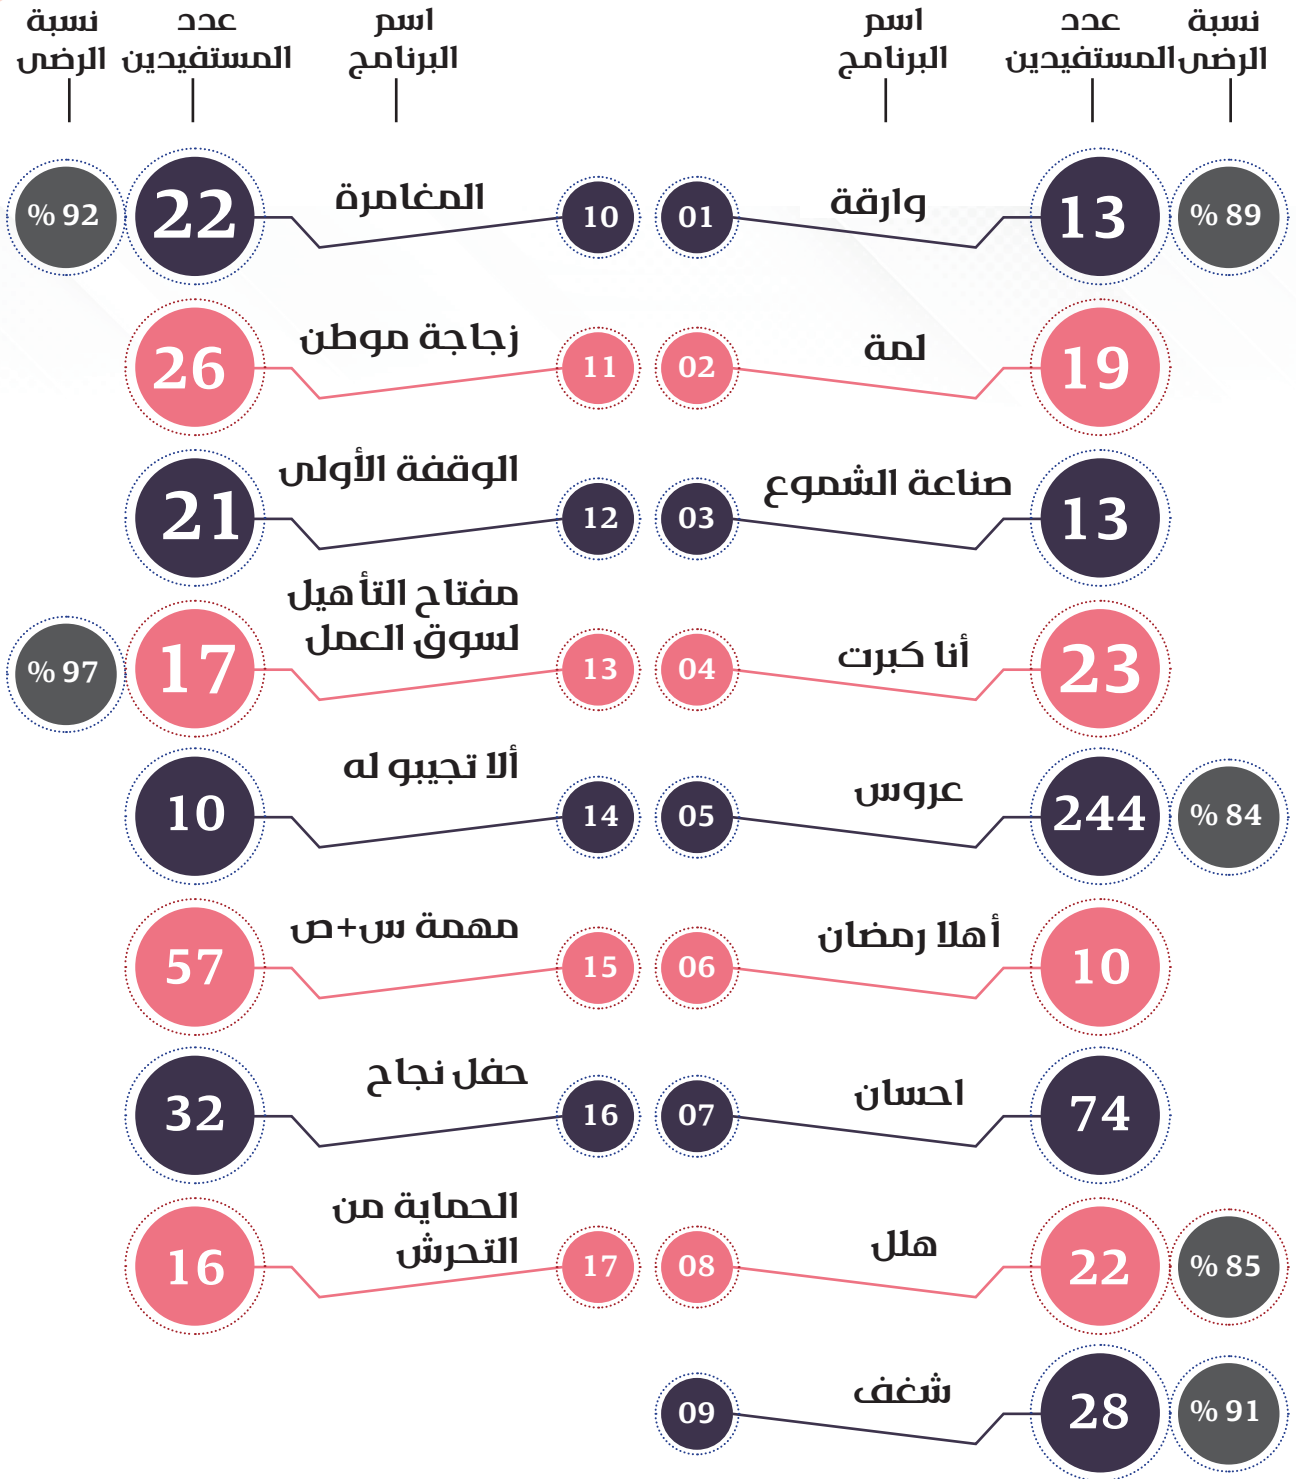 نسبة الرضى
عدد المستفيدين
اسم البرنامج
% 89
13
وارقة
01
19
لمة
02
13
صناعة الشموع
03
23
أنا كبرت
04
% 84
244
عروس
05
10
أهلا رمضان
06
74
احسان
07
% 85
22
هلل
08
% 91
28
شغف
09
اسم البرنامج
عدد المستفيدين
نسبة الرضى
10
المغامرة
22
% 92
11
زجاجة موطن
26
12
الوقفة الأولى
21
13
مفتاح التأهيل
لسوق العمل
17
% 97
14
ألا تجيبو له
10
15
مهمة س+ص
57
16
حفل نجاح
32
17
الحماية من
التحرش
16